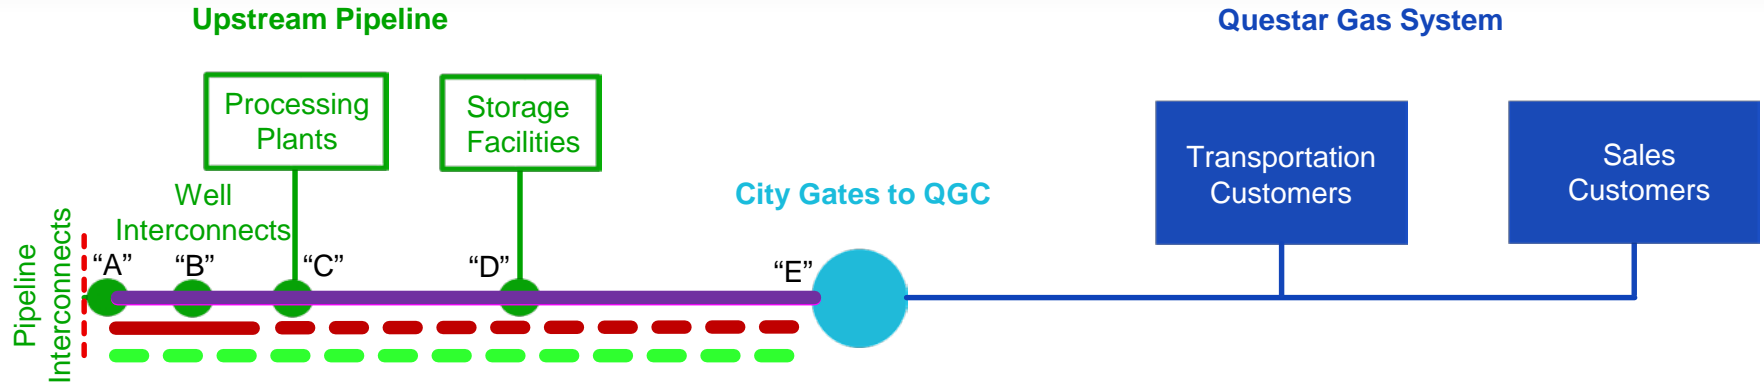 Upstream Pipeline
Questar Gas System
Processing
Plants
Storage
Facilities
Transportation
Customers
Sales
Customers
Well
Interconnects
City Gates to QGC
Pipeline
Interconnects
“A”
“B”
“C”
“D”
“E”